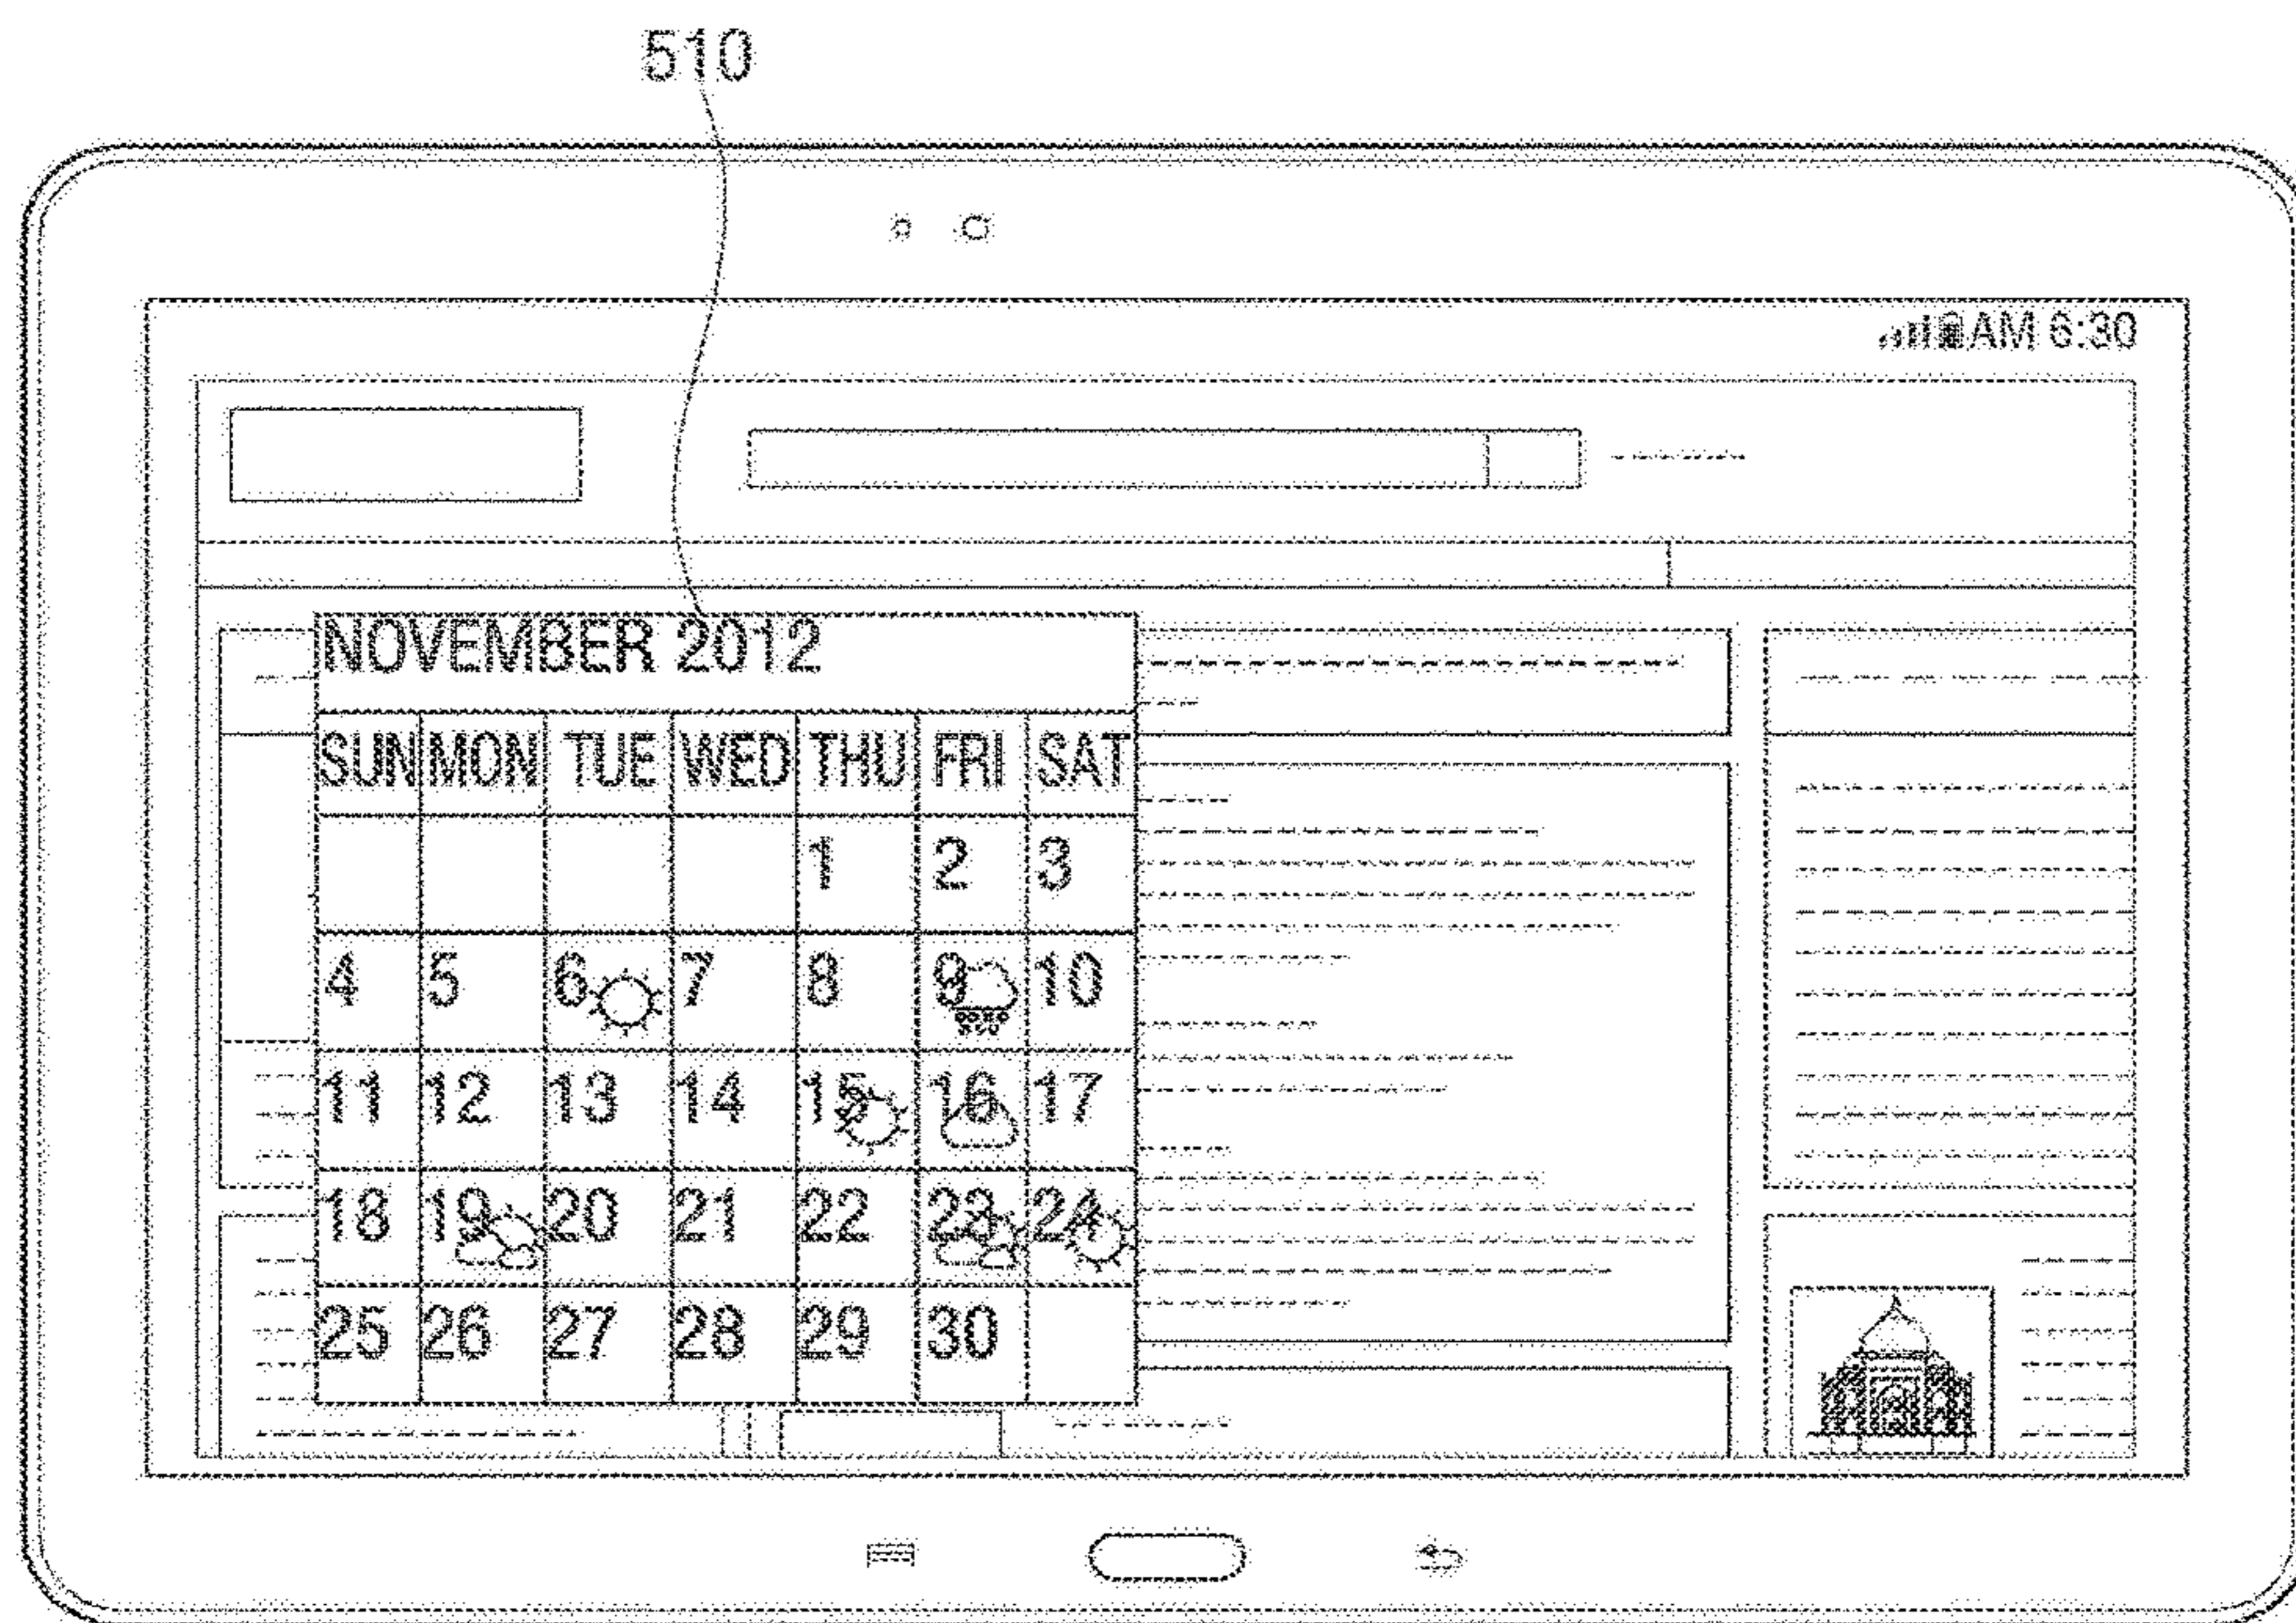 510
AM 6:30
NOVEMBER 2012
SUN MON TUE WED THU FRI SAT
1 2 3
4 5 6 7 8 9 10
11 12 13 14 15 16 17
18 19 20 21 22 23 24
25 26 27 28 29 30